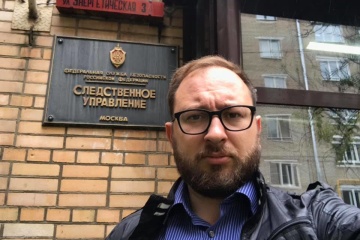 ЭНЕРГЕТИЧЕСКАЯ 3
ФЕДЕРАЛЬНАЯ СЛУЖБА БЕЗОПАСНОСТИ
РОССИЙСКОЙ ФЕДЕРАЦИИ
СЛЕДСТВЕННОЕ
УПРАВЛЕНИЕ
МОСКВА